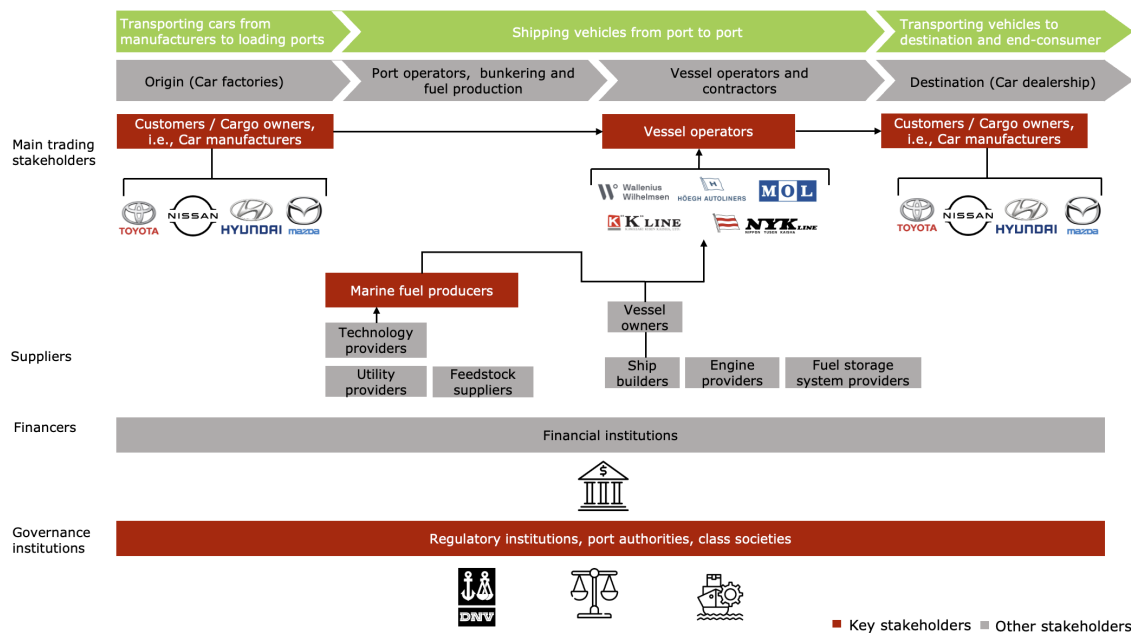 Transporting cars from
manufacturers to loading ports
Shipping vehicles from port to port
Transporting vehicles to
destination and end-consumer
Origin (Car factories)
Port operators, bunkering and
fuel production
Vessel operators and
contractors
Destination (Car dealership)
Main trading
stakeholders
Customers / Cargo owners,
i.e., Car manufacturers
Vessel operators
Customers / Cargo owners,
i.e., Car manufacturers
TOYOTA
NISSAN
HYUNDAI
mazda
Wallenius
Wilhelmsen
HÖEGH AUTOLINERS
MOL
K "K" LINE
NYK LINE
NIPPON YUSEN KAISHA
TOYOTA
NISSAN
HYUNDAI
mazda
Marine fuel producers
Technology
providers
Vessel
owners
Suppliers
Utility
providers
Feedstock
suppliers
Ship
builders
Engine
providers
Fuel storage
system providers
Financers
Financial institutions
$
Governance
institutions
Regulatory institutions, port authorities, class societies
DNV
Key stakeholders
Other stakeholders